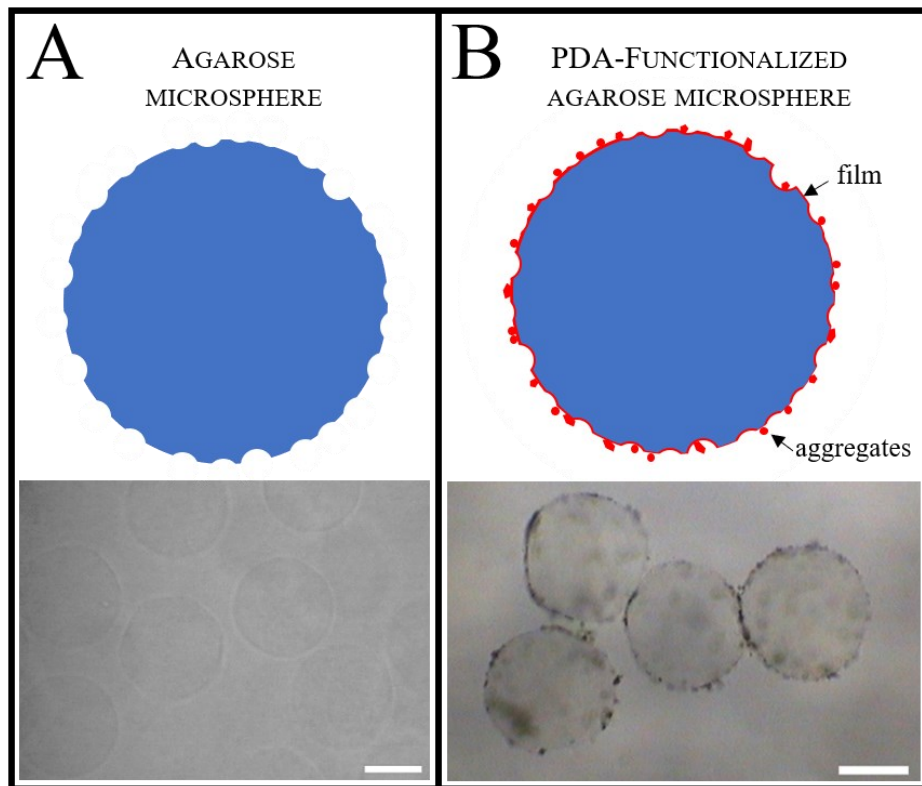 A
AGAROSE
MICROSPHERE
B
PDA-FUNCTIONALIZED
AGAROSE MICROSPHERE
film
aggregates